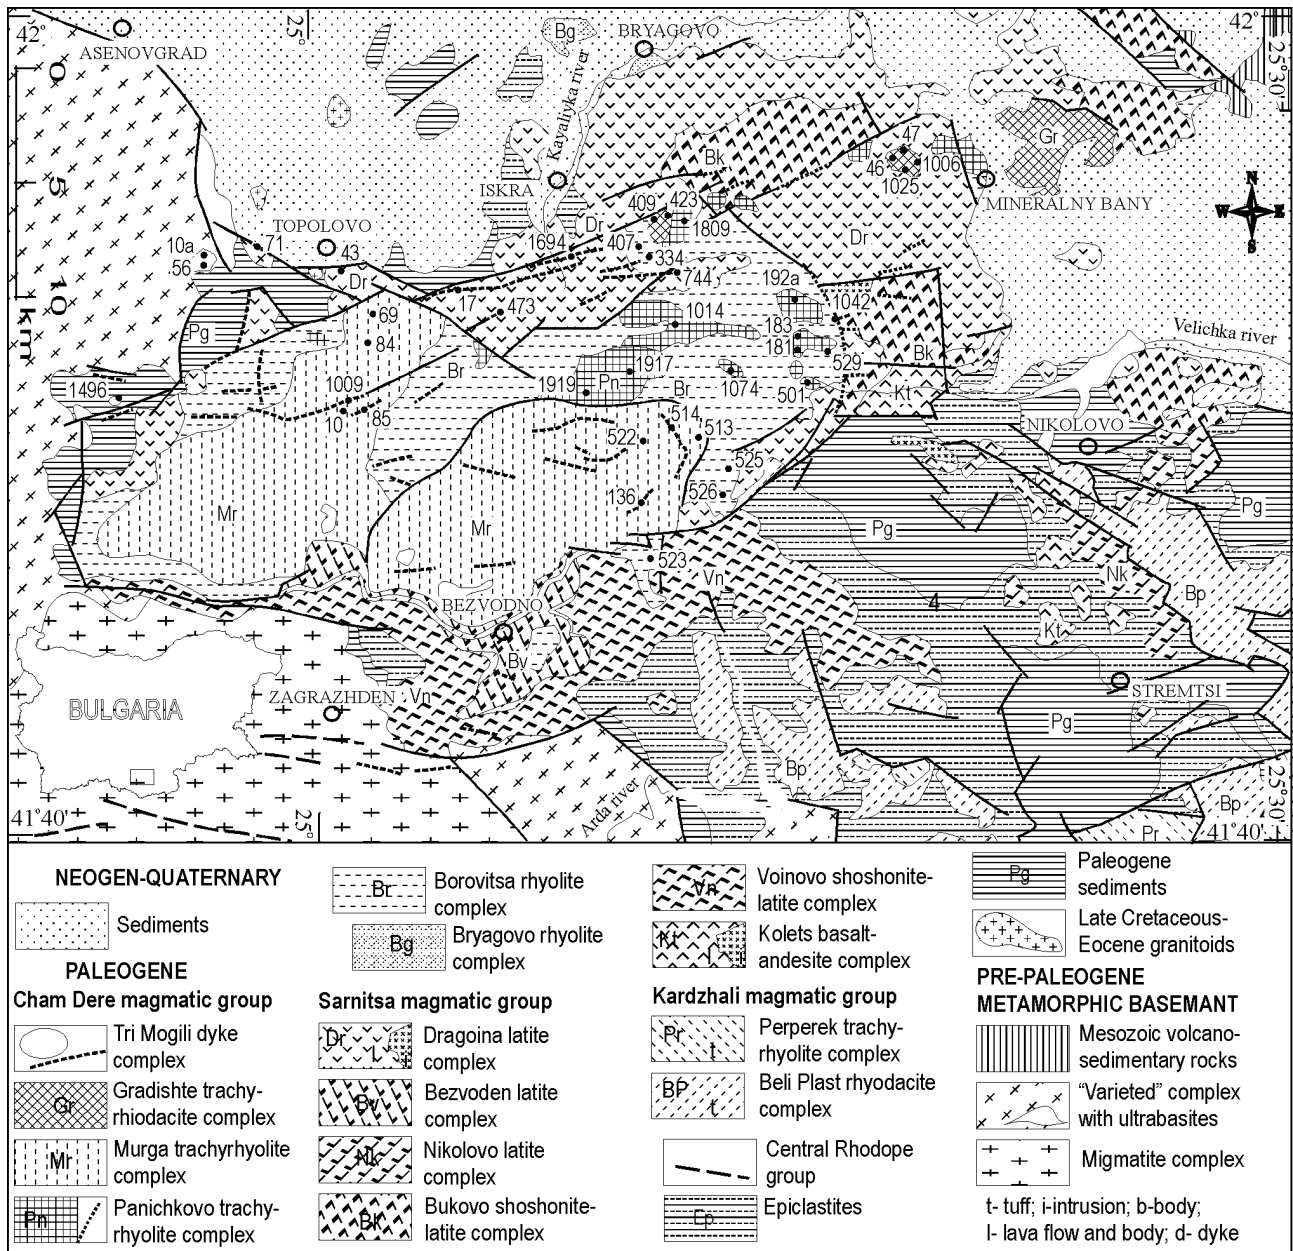 42°
25°
ASENOVGRAD
Bg
BRYAGOVO
42°
25°30'
0
5
10
km
Kayaliyka river
ISKRA
Bk
47
46
1025
1006
Gr
MINERALNY BANY
N
W
E
S
TOPOLOVO
10a
56
71
43
Dr
1694
Dr
409
423
407
1809
334
744
Dr
192a
1042
17
473
1014
183
181
529
Bk
Velichka river
Pg
69
84
Br
1917
1919
Pn
1074
Br
501
Kt
1496
1009
10
85
514
513
522
NIKOLOVO
525
526
136
Mr
Mr
Pg
Pg
523
Vn
Nk
Bp
BEZVODNO
4
Kt
Bv
BULGARIA
ZAGRAZHDEN
Vn
STREMTSI
Pg
Bp
Arda river
41°40'
25°
Pr
Bp
25°30'
41°40'
NEOGEN-QUATERNARY
Sediments
PALEOGENE
Cham Dere magmatic group
Tri Mogili dyke
complex
Gr
Gradishte trachy-
rhiodacite complex
Mr
Murga trachyrhyolite
complex
Pn
Panichkovo trachy-
rhyolite complex
Br
Borovitsa rhyolite
complex
Bg
Bryagovo rhyolite
complex
Sarnitsa magmatic group
Dr
l
i
Dragoina latite
complex
Bv
Bezvoden latite
complex
Nk
Nikolovo latite
complex
Bk
Bukovo shoshonite-
latite complex
Vn
Voinovo shoshonite-
latite complex
Kt
l
i
Kolets basalt-
andesite complex
Kardzhali magmatic group
Pr
t
Perperek trachy-
rhyolite complex
BP
t
Beli Plast rhyodacite
complex
Central Rhodope
group
Ep
Epiclastites
Pg
Paleogene
sediments
Late Cretaceous-
Eocene granitoids
PRE-PALEOGENE
METAMORPHIC BASEMANT
Mesozoic volcano-
sedimentary rocks
“Varieted” complex
with ultrabasites
Migmatite complex
t- tuff; i-intrusion; b-body;
l- lava flow and body; d- dyke